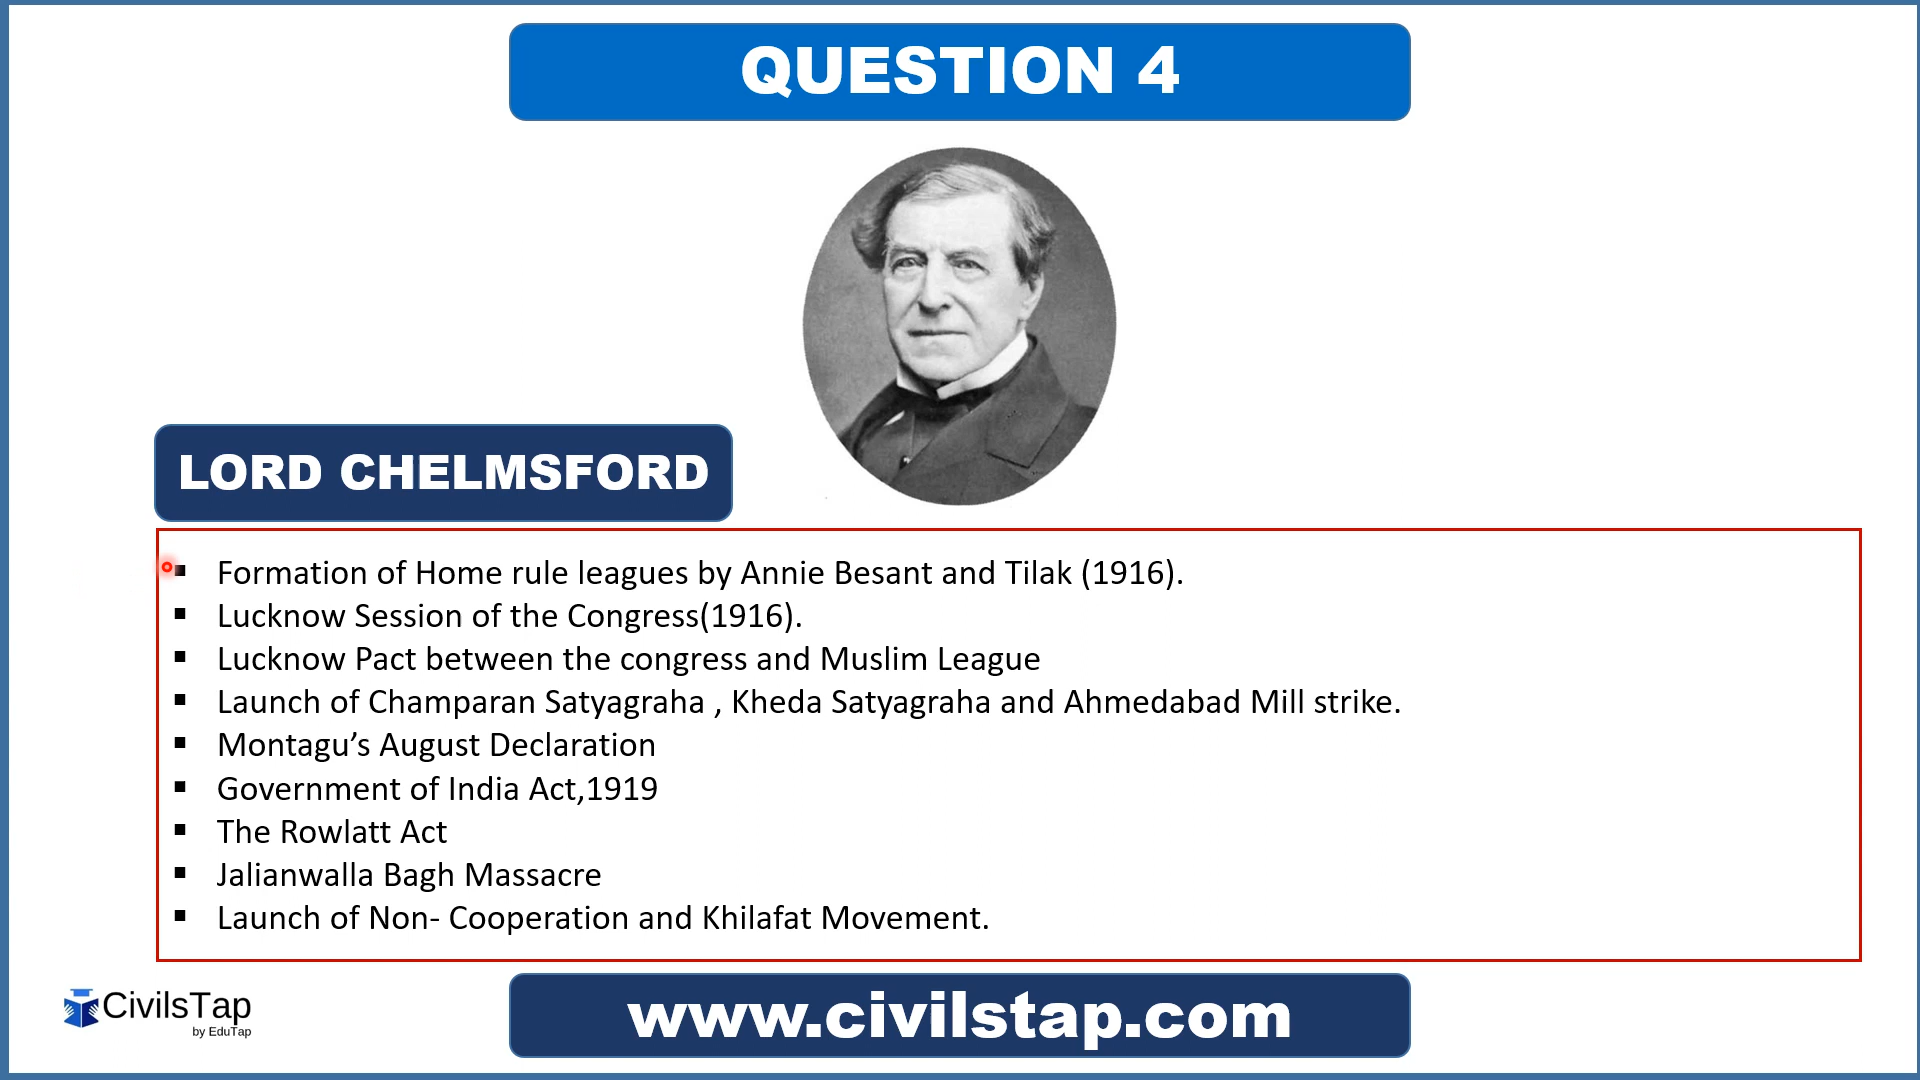 QUESTION 4
LORD CHELMSFORD
▪ Formation of Home rule leagues by Annie Besant and Tilak (1916).
▪ Lucknow Session of the Congress(1916).
▪ Lucknow Pact between the congress and Muslim League
▪ Launch of Champaran Satyagraha , Kheda Satyagraha and Ahmedabad Mill strike.
▪ Montagu’s August Declaration
▪ Government of India Act,1919
▪ The Rowlatt Act
▪ Jalianwalla Bagh Massacre
▪ Launch of Non- Cooperation and Khilafat Movement.
CivilsTap
by EduTap
www.civilstap.com